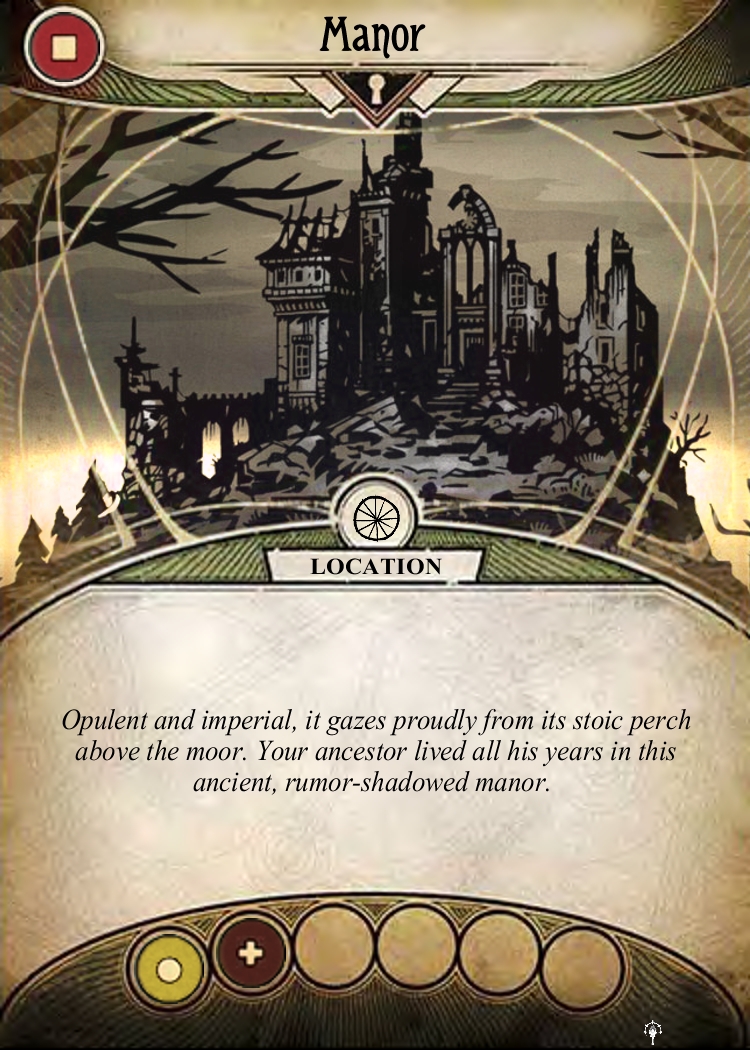 Manor
LOCATION
Opulent and imperial, it gazes proudly from its stoic perch
above the moor. Your ancestor lived all his years in this
ancient, rumor-shadowed manor.